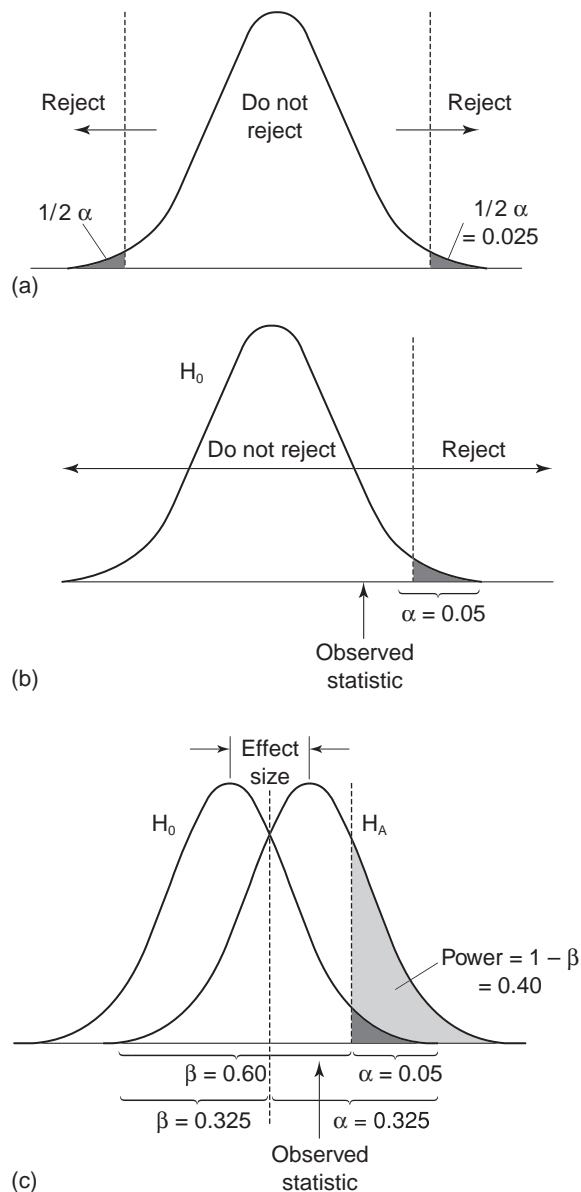 Reject
Do not
reject
Reject
1/2 α
1/2 α
= 0.025
(a)
H₀
Do not reject
Reject
α = 0.05
Observed
statistic
(b)
Effect
size
H₀
H_A
Power = 1 – β
= 0.40
β = 0.60
α = 0.05
β = 0.325
α = 0.325
Observed
statistic
(c)